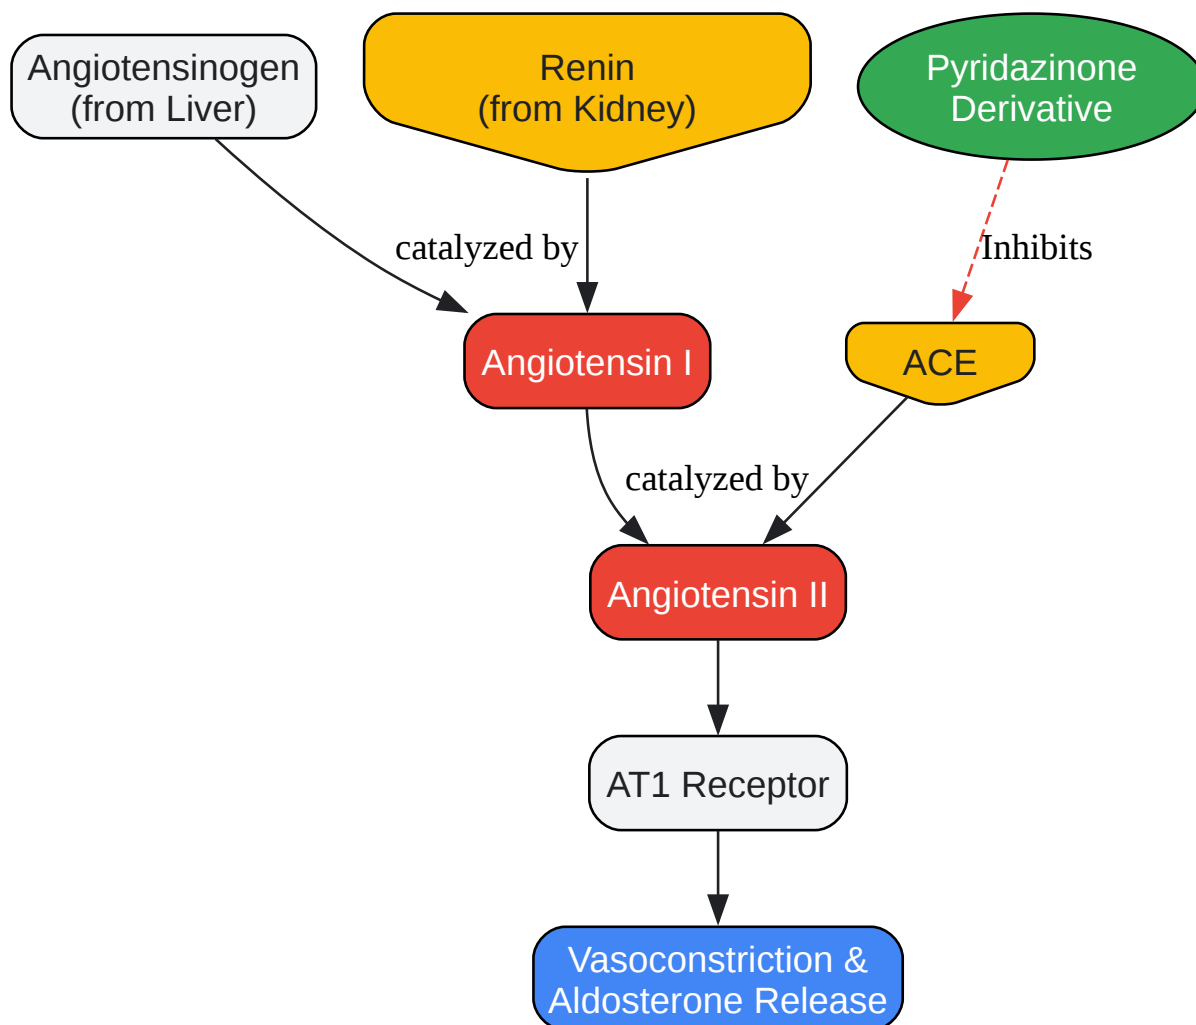 Angiotensinogen
(from Liver)
Renin
(from Kidney)
Pyridazinone
Derivative
catalyzed by
Inhibits
Angiotensin I
ACE
catalyzed by
Angiotensin II
AT1 Receptor
Vasoconstriction &
Aldosterone Release